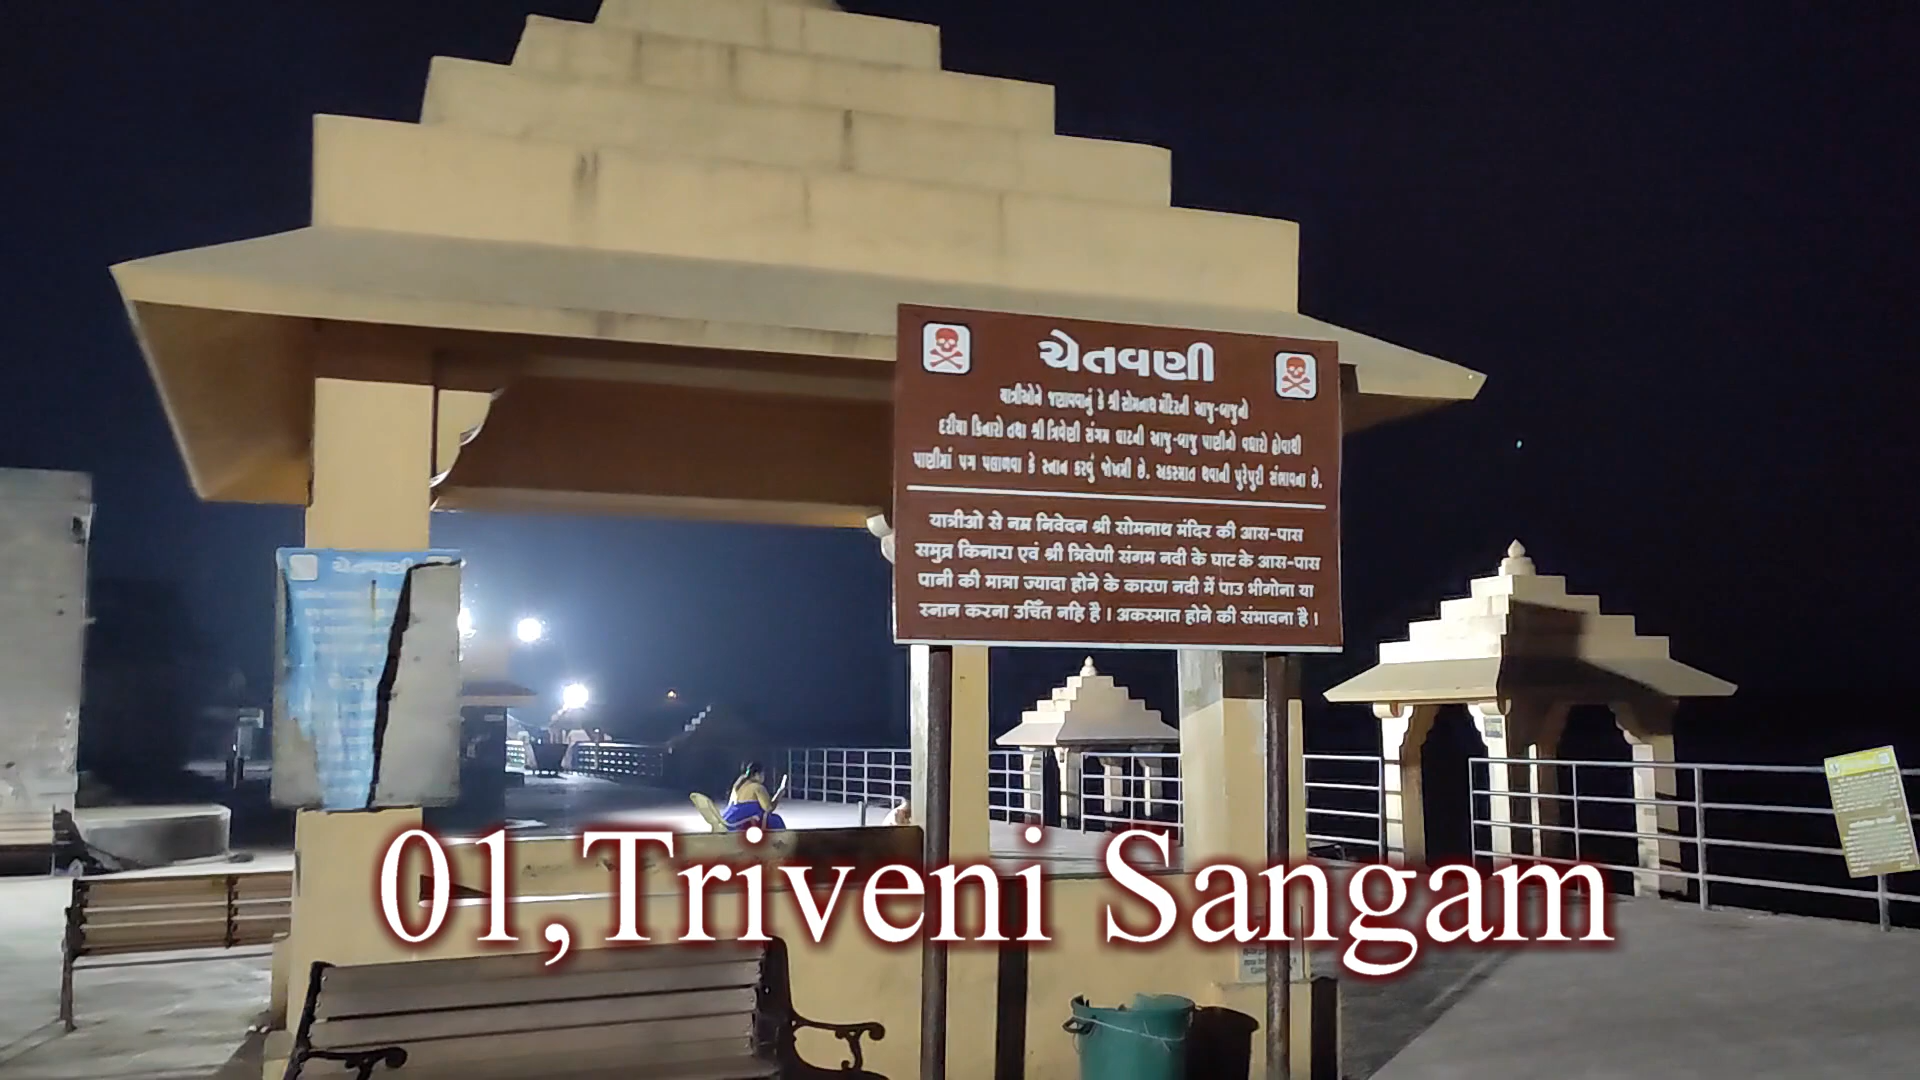 ચેતવણી
યાત્રીઓને જણાવવાનું કે શ્રી સોમનાથ મંદિરની આજુ-બાજુનો
દરીયા કિનારો તથા શ્રી ત્રિવેણી સંગમ ઘાટની આજુ-બાજુ પાણીનો વધારો હોવાથી
પાણીમાં પગ પલાળવા કે સ્નાન કરવું જોખમી છે. અકસ્માત થવાની પુરેપુરી સંભાવના છે.
यात्रीओ से नम्र निवेदन श्री सोमनाथ मंदिर की आस-पास
समुद्र किनारा एवं श्री त्रिवेणी संगम नदी के घाट के आस-पास
पानी की मात्रा ज्यादा होने के कारण नदी में पाउ भीगोना या
स्नान करना उचिँत नहि है । अकस्मात होने की संभावना है ।
ચેતવણી
01,Triveni Sangam